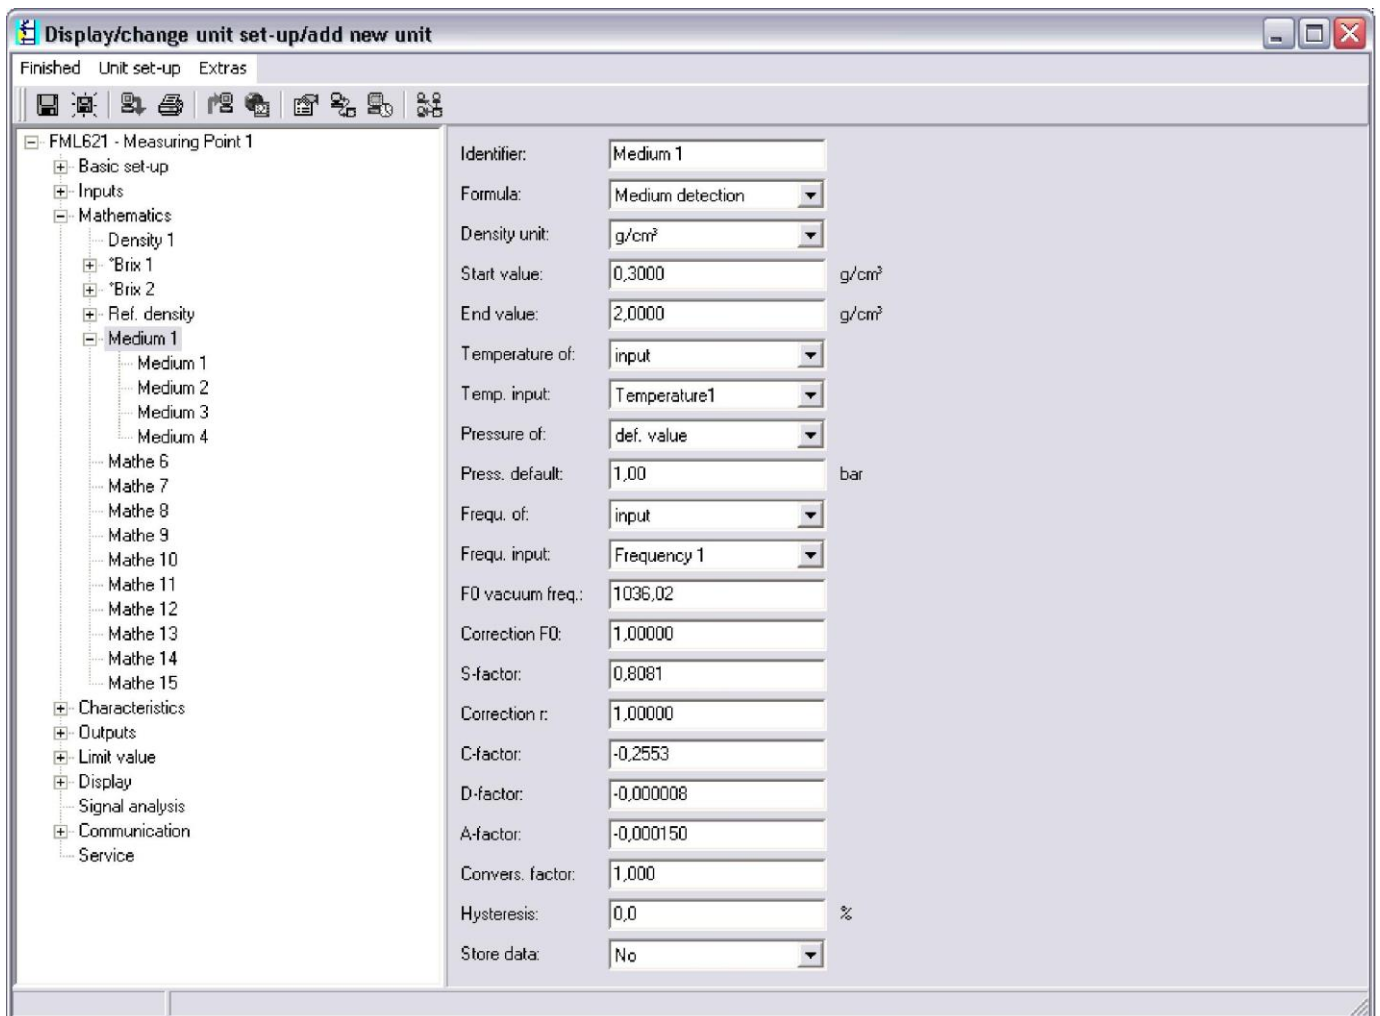 Display/change unit set-up/add new unit
Finished Unit set-up Extras
FML621 - Measuring Point 1
Basic set-up
Inputs
Mathematics
Density 1
°Brix 1
°Brix 2
Ref. density
Medium 1
Medium 1
Medium 2
Medium 3
Medium 4
Mathe 6
Mathe 7
Mathe 8
Mathe 9
Mathe 10
Mathe 11
Mathe 12
Mathe 13
Mathe 14
Mathe 15
Characteristics
Outputs
Limit value
Display
Signal analysis
Communication
Service
Identifier: Medium 1
Formula: Medium detection
Density unit: g/cm³
Start value: 0,3000 g/cm³
End value: 2,0000 g/cm³
Temperature of: input
Temp. input: Temperature1
Pressure of: def. value
Press. default: 1,00 bar
Frequ. of: input
Frequ. input: Frequency 1
F0 vacuum freq.: 1036,02
Correction F0: 1,00000
S-factor: 0,8081
Correction r: 1,00000
C-factor: -0,2553
D-factor: -0,000008
A-factor: -0,000150
Convers. factor: 1,000
Hysteresis: 0,0 %
Store data: No